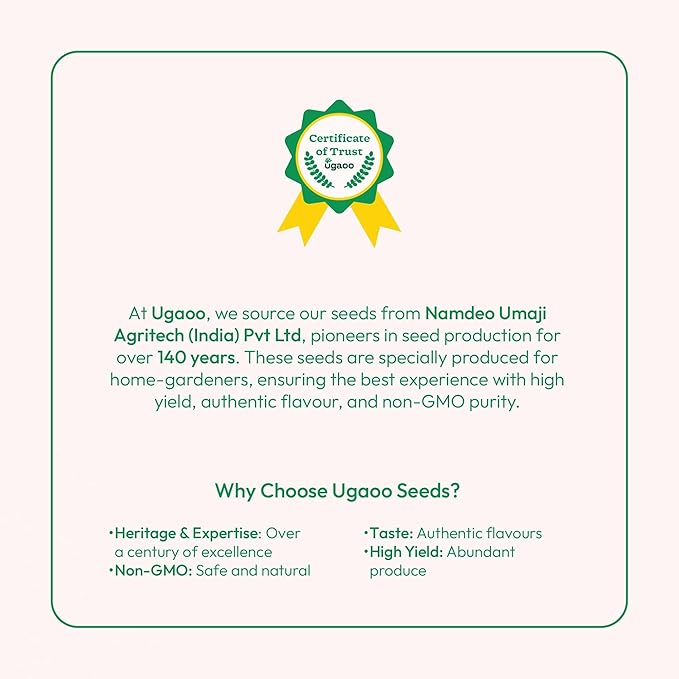 Certificate
of Trust
ugaoo
At Ugaoo, we source our seeds from Namdeo Umaji
Agritech (India) Pvt Ltd, pioneers in seed production for
over 140 years. These seeds are specially produced for
home-gardeners, ensuring the best experience with high
yield, authentic flavour, and non-GMO purity.
Why Choose Ugaoo Seeds?
•Heritage & Expertise: Over
a century of excellence
•Non-GMO: Safe and natural
•Taste: Authentic flavours
•High Yield: Abundant
produce